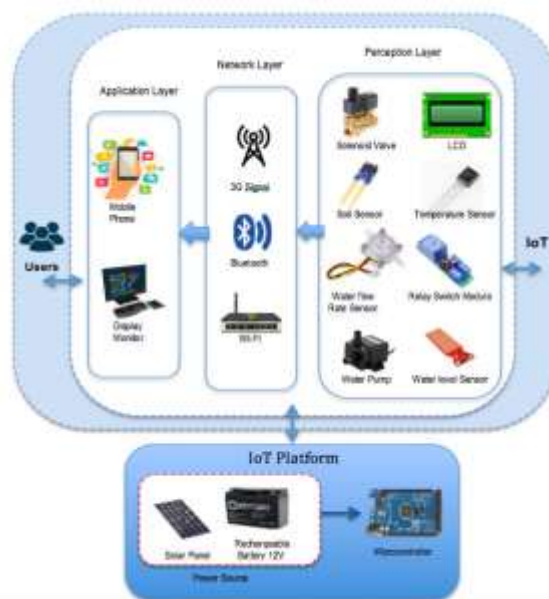 Perception Layer
Network Layer
Application Layer
Solenoid Valve
LCD
Mobile
Phone
3G Signal
Soil Sensor
Temperature Sensor
Users
Bluetooth
IoT
Water flow
Rate Sensor
Relay Switch Module
Display
Monitor
Wi-Fi
Water Pump
Water level Sensor
IoT Platform
Solar Panel
Rechargeable
Battery 12V
Microcontroller
Power Source